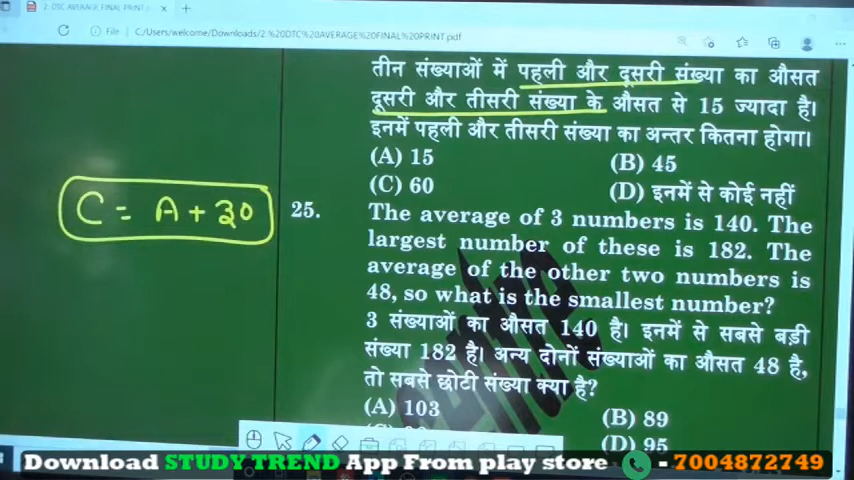 2. DTC AVERAGE FINAL PRINT
File C:/Users/welcome/Downloads/2.%20DTC%20AVERAGE%20FINAL%20PRINT.pdf
तीन संख्याओं में पहली और दूसरी संख्या का औसत
दूसरी और तीसरी संख्या के औसत से 15 ज्यादा है।
इनमें पहली और तीसरी संख्या का अन्तर कितना होगा।
(A) 15 (B) 45
(C) 60 (D) इनमें से कोई नहीं
C = A + 30
25. The average of 3 numbers is 140. The
largest number of these is 182. The
average of the other two numbers is
48, so what is the smallest number?
3 संख्याओं का औसत 140 है। इनमें से सबसे बड़ी
संख्या 182 है। अन्य दोनों संख्याओं का औसत 48 है,
तो सबसे छोटी संख्या क्या है?
(A) 103 (B) 89
(D) 95
centre
Download STUDY TREND App From play store - 7004872749